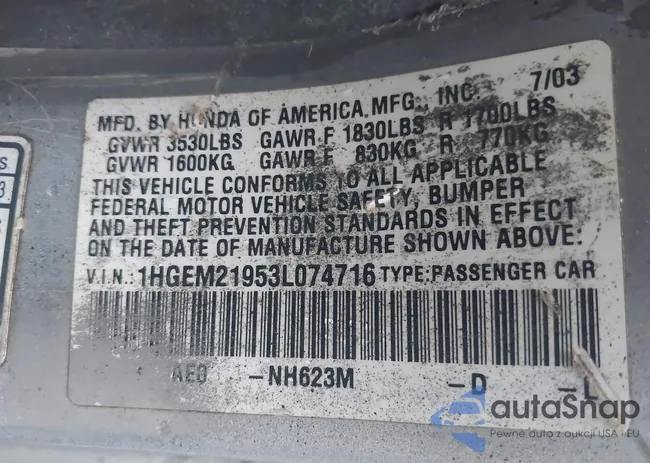 MFD. BY HONDA OF AMERICA MFG., INC. 7/03
GVWR 3530LBS GAWR F 1830LBS R 1700LBS
GVWR 1600KG GAWR F 830KG R 770KG
THIS VEHICLE CONFORMS TO ALL APPLICABLE
FEDERAL MOTOR VEHICLE SAFETY, BUMPER
AND THEFT PREVENTION STANDARDS IN EFFECT
ON THE DATE OF MANUFACTURE SHOWN ABOVE:
V.I.N.: 1HGEM21953L074716 TYPE:PASSENGER CAR
-NH623M -D -L
autoSnap
Pewne auta z aukcji USA i EU